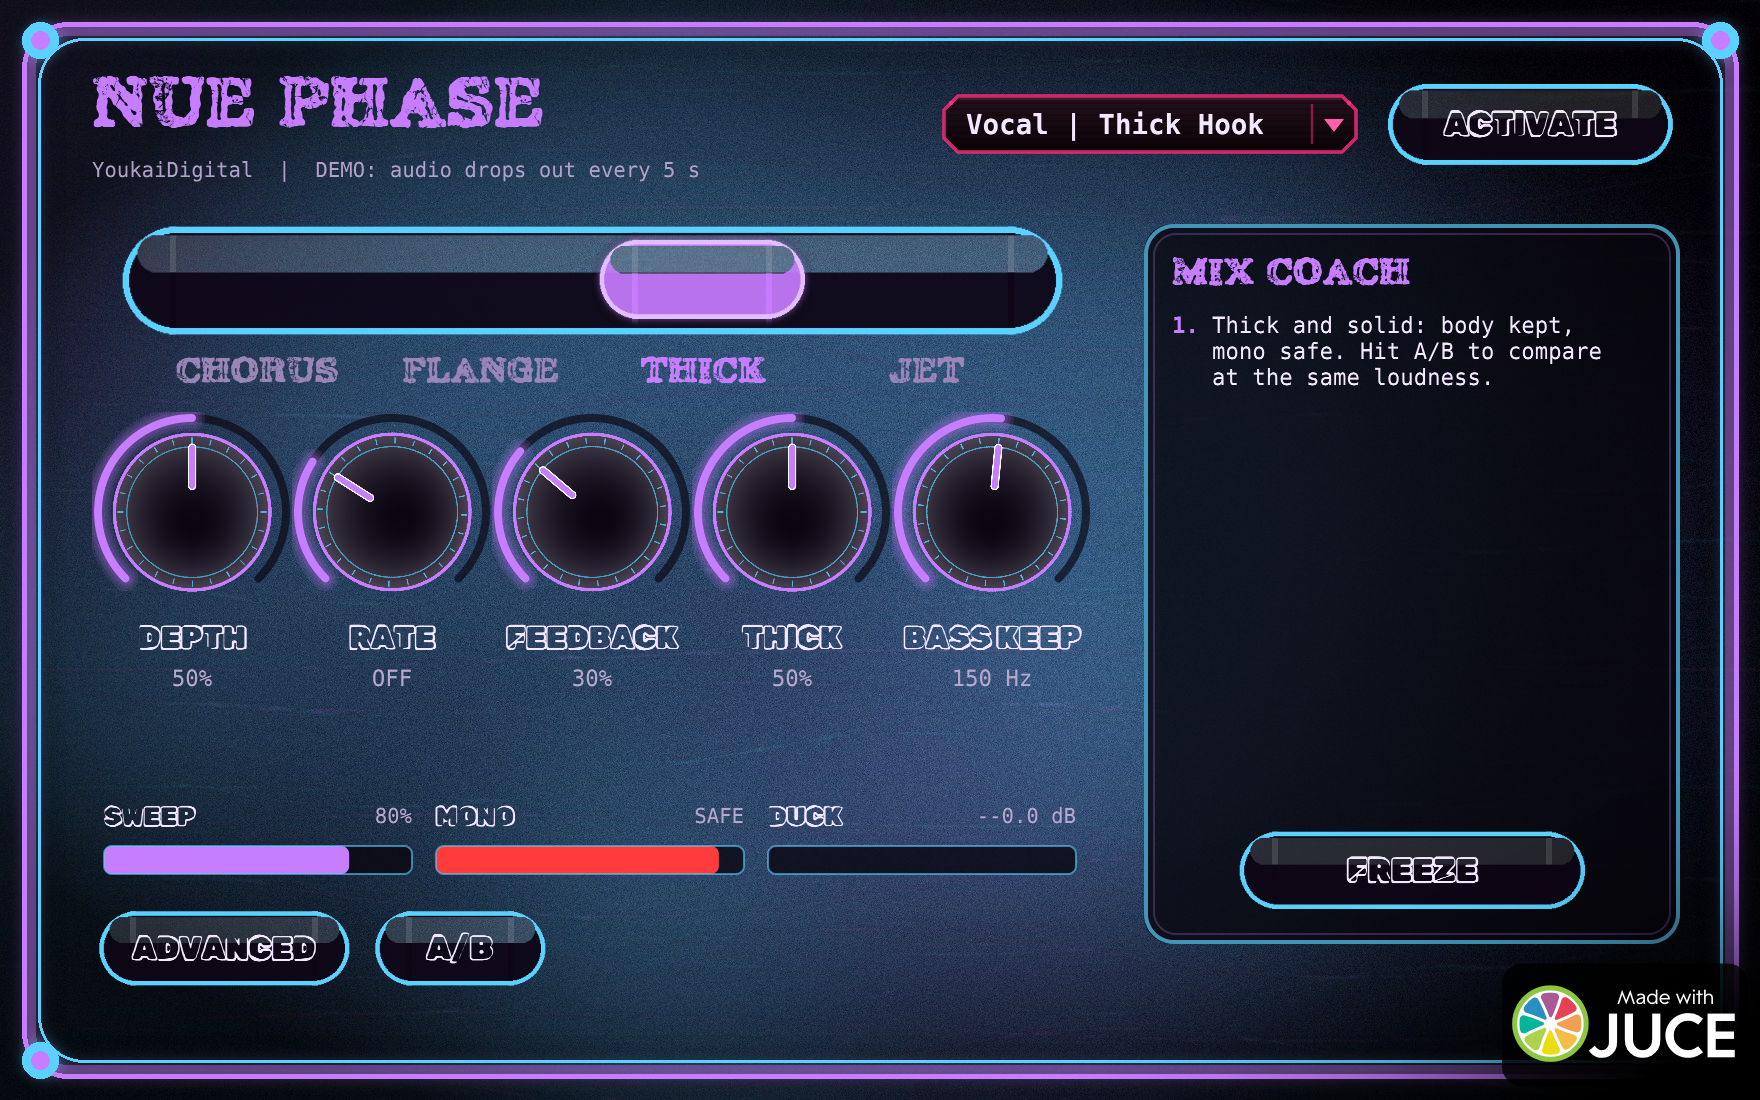 NUE PHASE
YoukaiDigital | DEMO: audio drops out every 5 s
Vocal | Thick Hook
ACTIVATE
CHORUS
FLANGE
THICK
JET
DEPTH
50%
RATE
OFF
FEEDBACK
30%
THICK
50%
BASS KEEP
150 Hz
SWEEP
80%
MONO
SAFE
DUCK
--0.0 dB
ADVANCED
A/B
MIX COACH
1. Thick and solid: body kept,
mono safe. Hit A/B to compare
at the same loudness.
FREEZE
Made with
JUCE